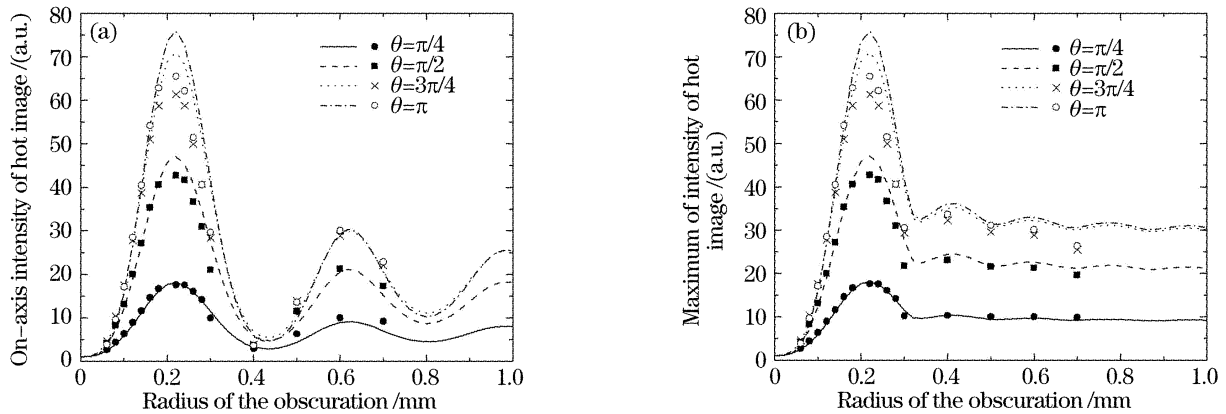 (a)
On-axis intensity of hot image /(a.u.)
80
70
60
50
40
30
20
10
0
θ=π/4
θ=π/2
θ=3π/4
θ=π
0
0.2
0.4
0.6
0.8
1.0
Radius of the obscuration /mm
(b)
Maximum of intensity of hot
image /(a.u.)
80
70
60
50
40
30
20
10
0
θ=π/4
θ=π/2
θ=3π/4
θ=π
0
0.2
0.4
0.6
0.8
1.0
Radius of the obscuration /mm